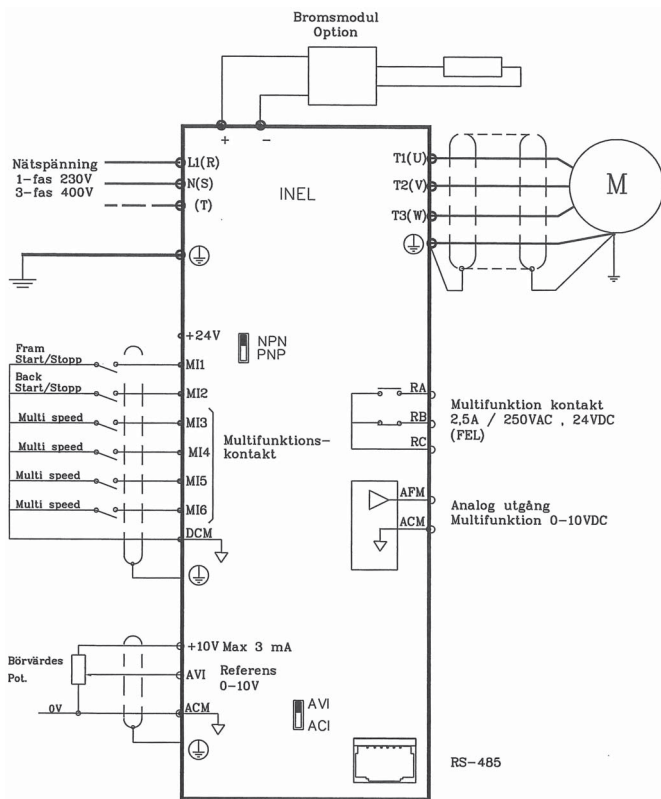 Bromsmodul
Option
+ -
Nätspänning
1-fas 230V
3-fas 400V
L1(R)
N(S)
(T)
INEL
T1(U)
T2(V)
T3(W)
M
+24V
NPN
PNP
Fram
Start/Stopp
MI1
Back
Start/Stopp
MI2
Multi speed
MI3
Multi speed
MI4
Multi speed
MI5
Multi speed
MI6
Multifunktions-
kontakt
DCM
RA
RB
RC
Multifunktion kontakt
2,5A / 250VAC , 24VDC
(FEL)
AFM
ACM
Analog utgång
Multifunktion 0-10VDC
+10V Max 3 mA
Börvärdes
Pot.
AVI
Referens
0-10V
0V
ACM
AVI
ACI
RS-485